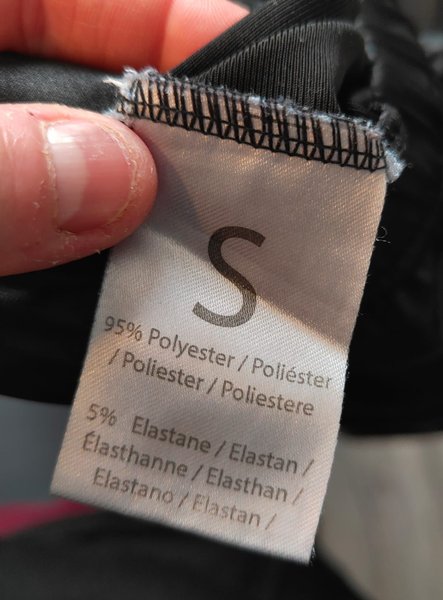 S
95% Polyester / Poliéster
/ Poliester / Poliestere
5% Elastane / Elastan /
Élasthanne / Elasthan /
Elastano / Elastan /